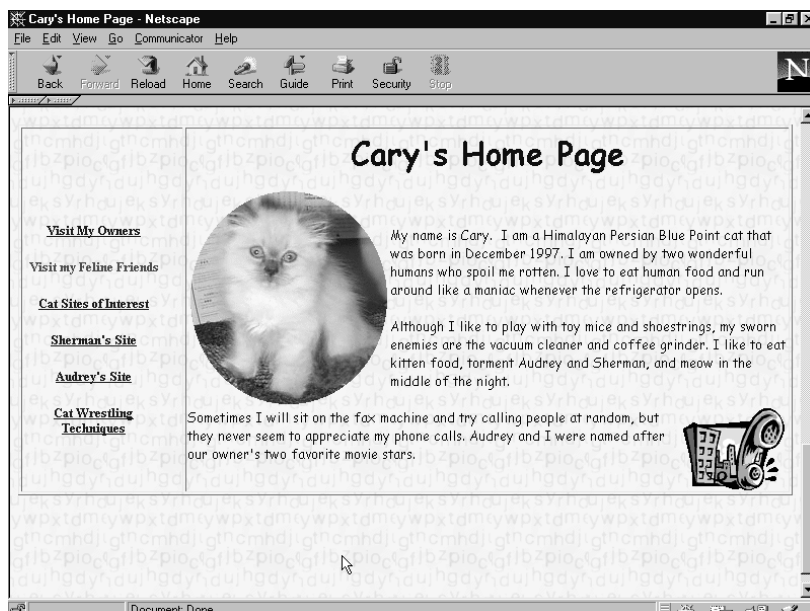 Cary's Home Page - Netscape
File Edit View Go Communicator Help
Back Forward Reload Home Search Guide Print Security Stop
N
Cary's Home Page
Visit My Owners
Visit my Feline Friends
Cat Sites of Interest
Sherman's Site
Audrey's Site
Cat Wrestling
Techniques
My name is Cary. I am a Himalayan Persian Blue Point cat that
was born in December 1997. I am owned by two wonderful
humans who spoil me rotten. I love to eat human food and run
around like a maniac whenever the refrigerator opens.
Although I like to play with toy mice and shoestrings, my sworn
enemies are the vacuum cleaner and coffee grinder. I like to eat
kitten food, torment Audrey and Sherman, and meow in the
middle of the night.
Sometimes I will sit on the fax machine and try calling people at random, but
they never seem to appreciate my phone calls. Audrey and I were named after
our owner's two favorite movie stars.
Document: Done